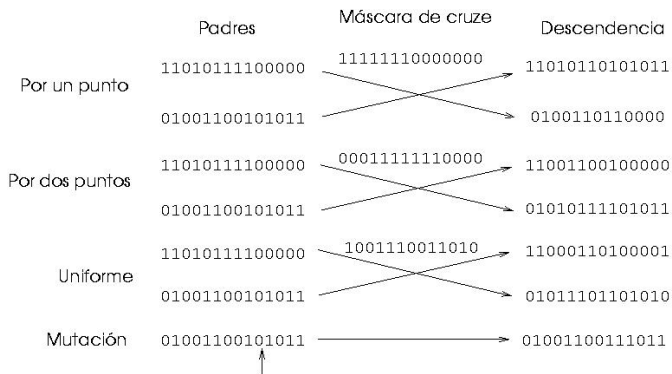 Padres
Máscara de cruze
Descendencia
Por un punto
11010111100000
11111110000000
11010110101011
01001100101011
0100110110000
Por dos puntos
11010111100000
00011111110000
11001100100000
01001100101011
01010111101011
Uniforme
11010111100000
1001110011010
11000110100001
01001100101011
01011101101010
Mutación
01001100101011
01001100111011